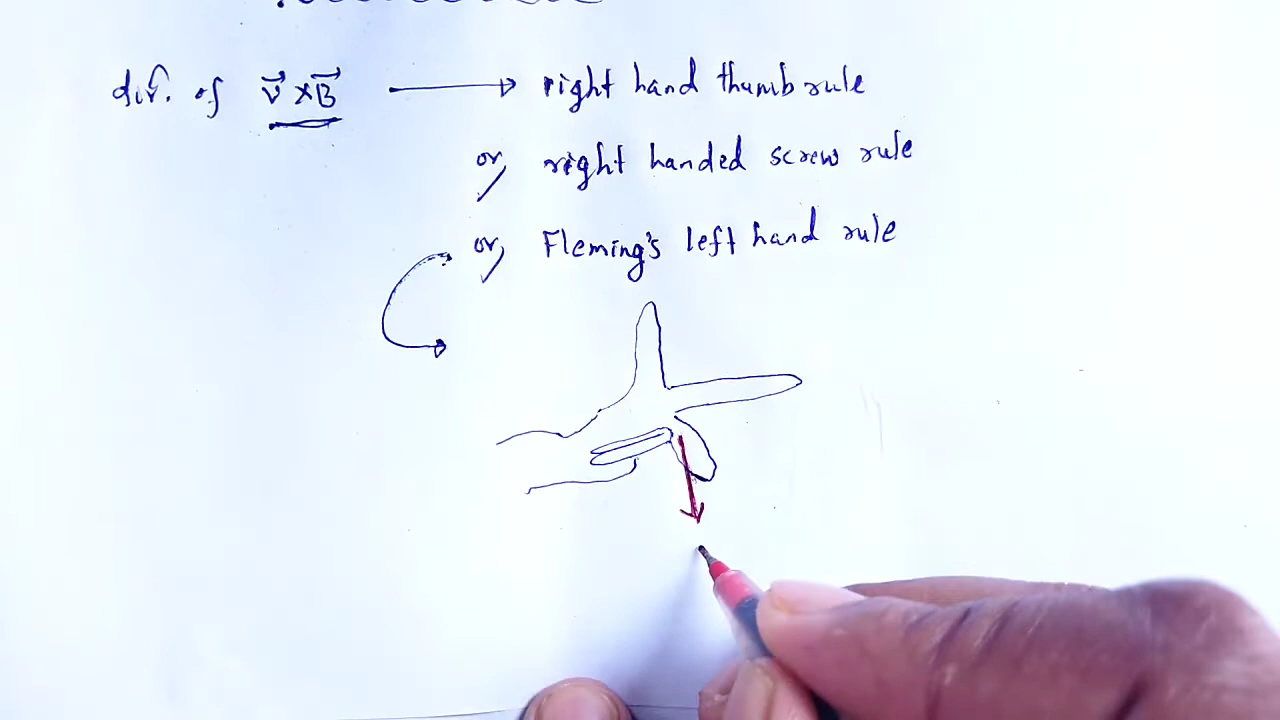 dir. of v⃗ × B⃗ → right hand thumb rule
or, right handed screw rule
or, Fleming's left hand rule